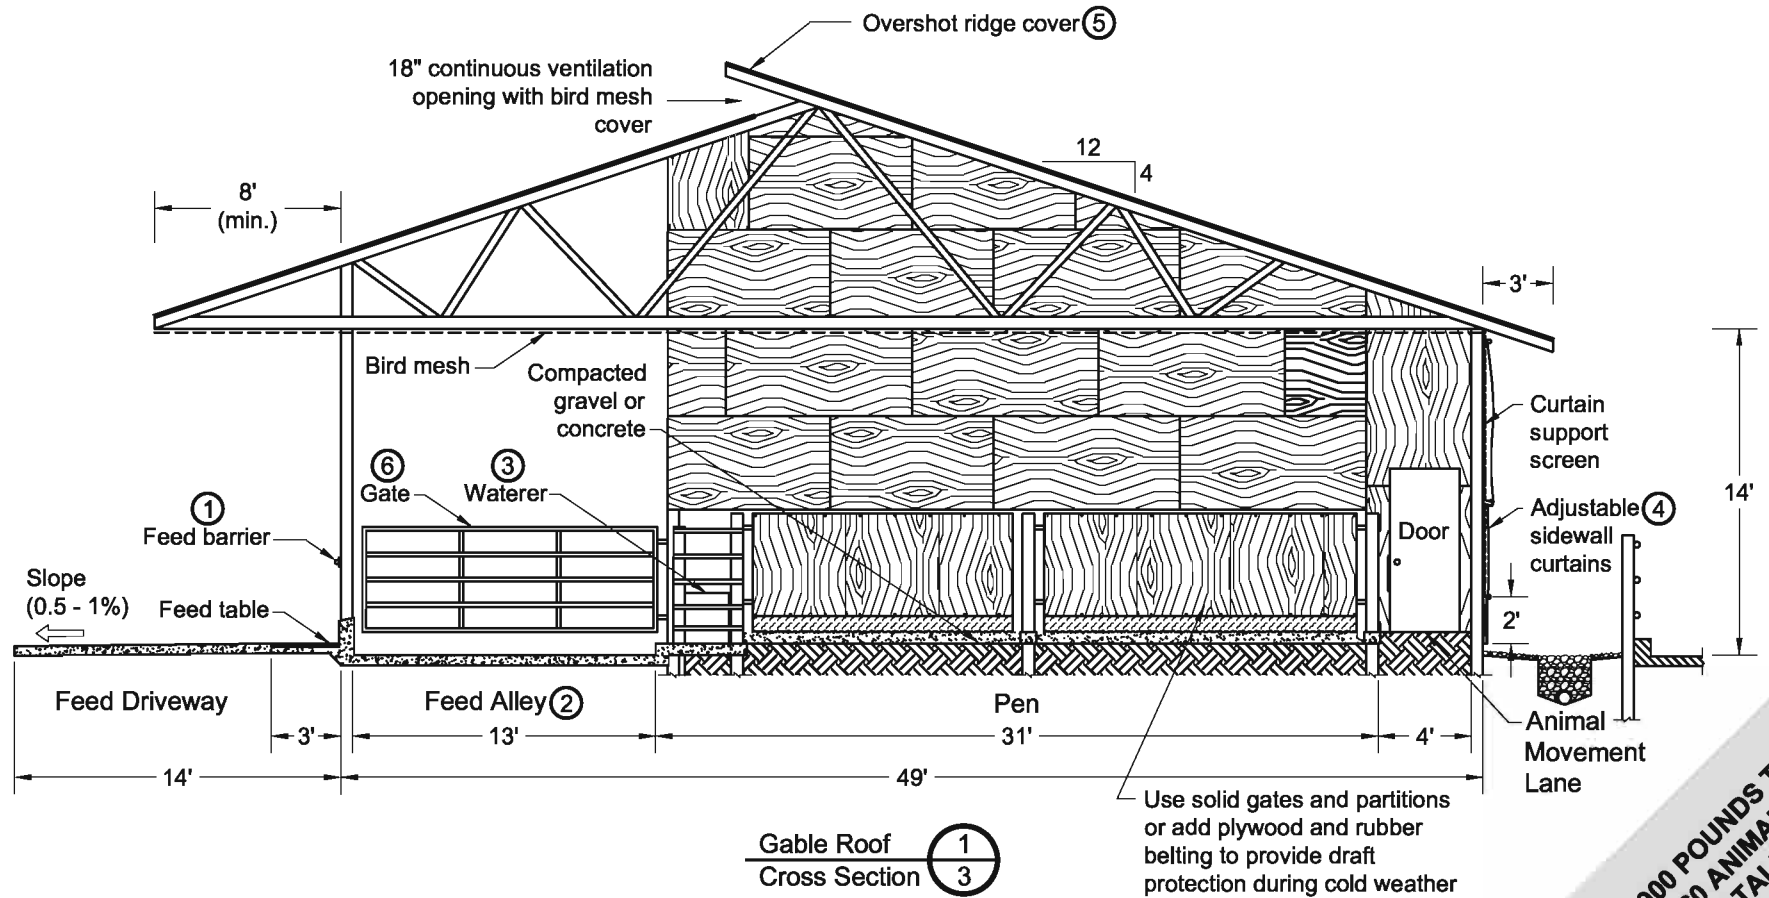 Overshot ridge cover 5
18" continuous ventilation
opening with bird mesh
cover
12
4
8'
(min.)
3'
Bird mesh
Compacted
gravel or
concrete
Curtain
support
screen
14'
6
Gate
3
Waterer
1
Feed barrier
Door
Adjustable 4
sidewall
curtains
Slope
(0.5 - 1%)
Feed table
2'
Feed Driveway
Feed Alley 2
Pen
Animal
Movement
Lane
3'
13'
31'
4'
14'
49'
Use solid gates and partitions
or add plywood and rubber
belting to provide draft
protection during cold weather
Gable Roof 1
Cross Section 3
000 POUNDS
ANIMA